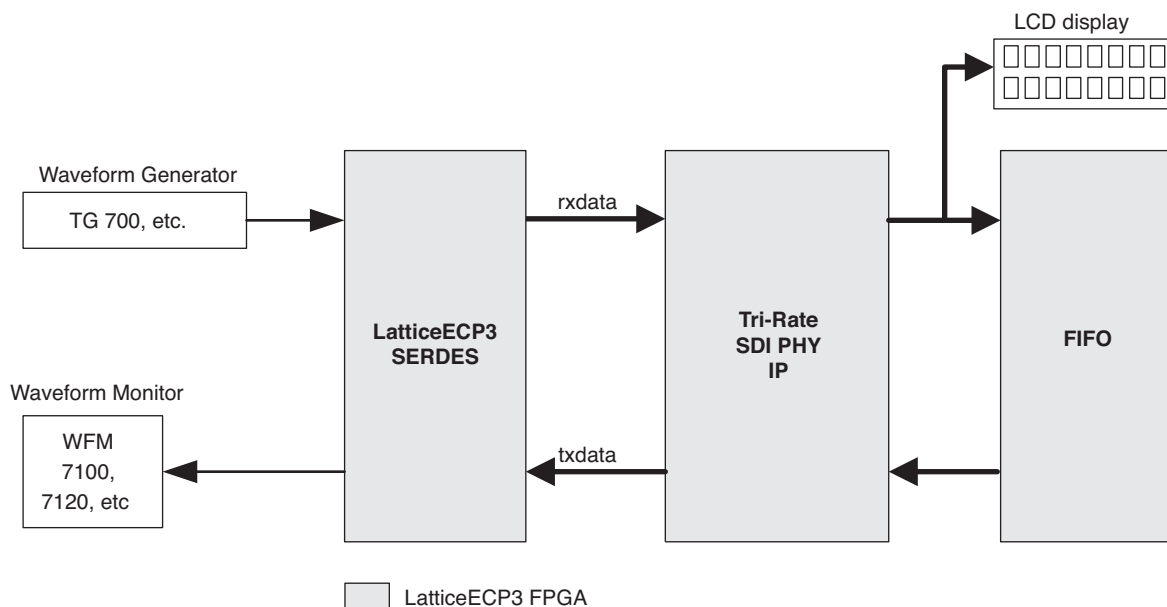 LCD display
Waveform Generator
TG 700, etc.
rxdata
LatticeECP3
SERDES
Tri-Rate
SDI PHY
IP
FIFO
Waveform Monitor
WFM
7100,
7120, etc
txdata
LatticeECP3 FPGA